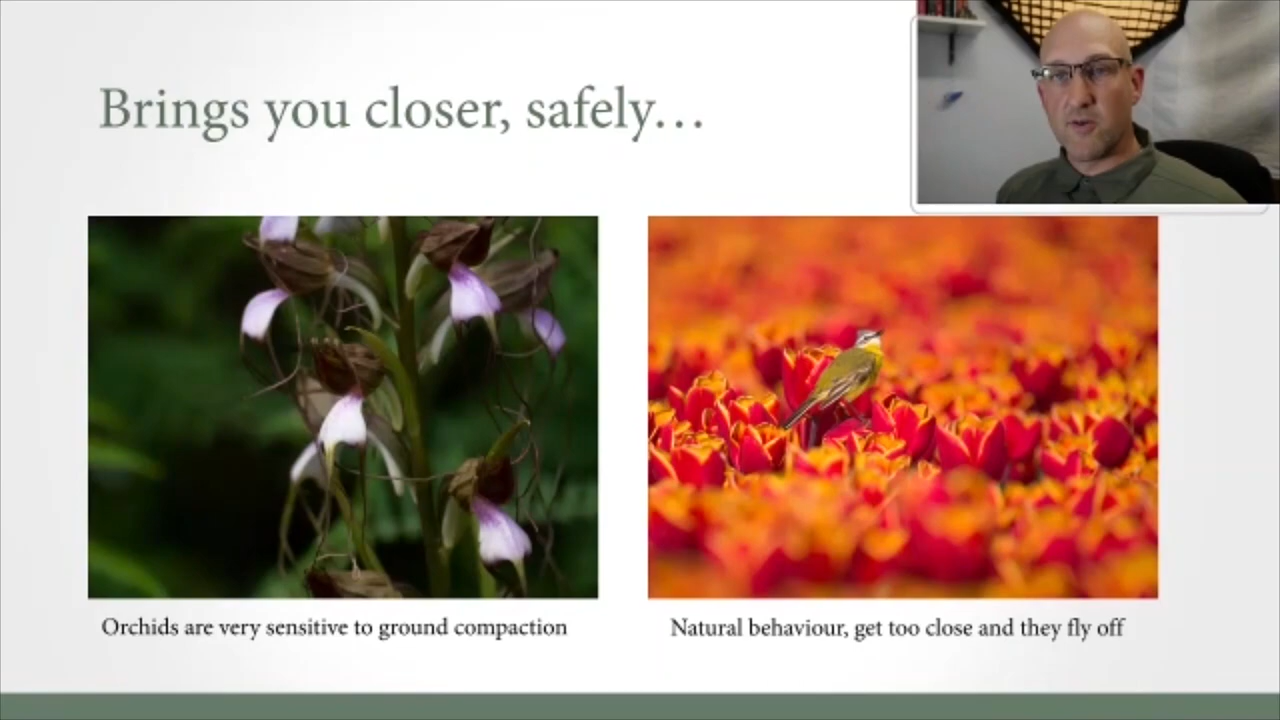 Brings you closer, safely…
Orchids are very sensitive to ground compaction
Natural behaviour, get too close and they fly off